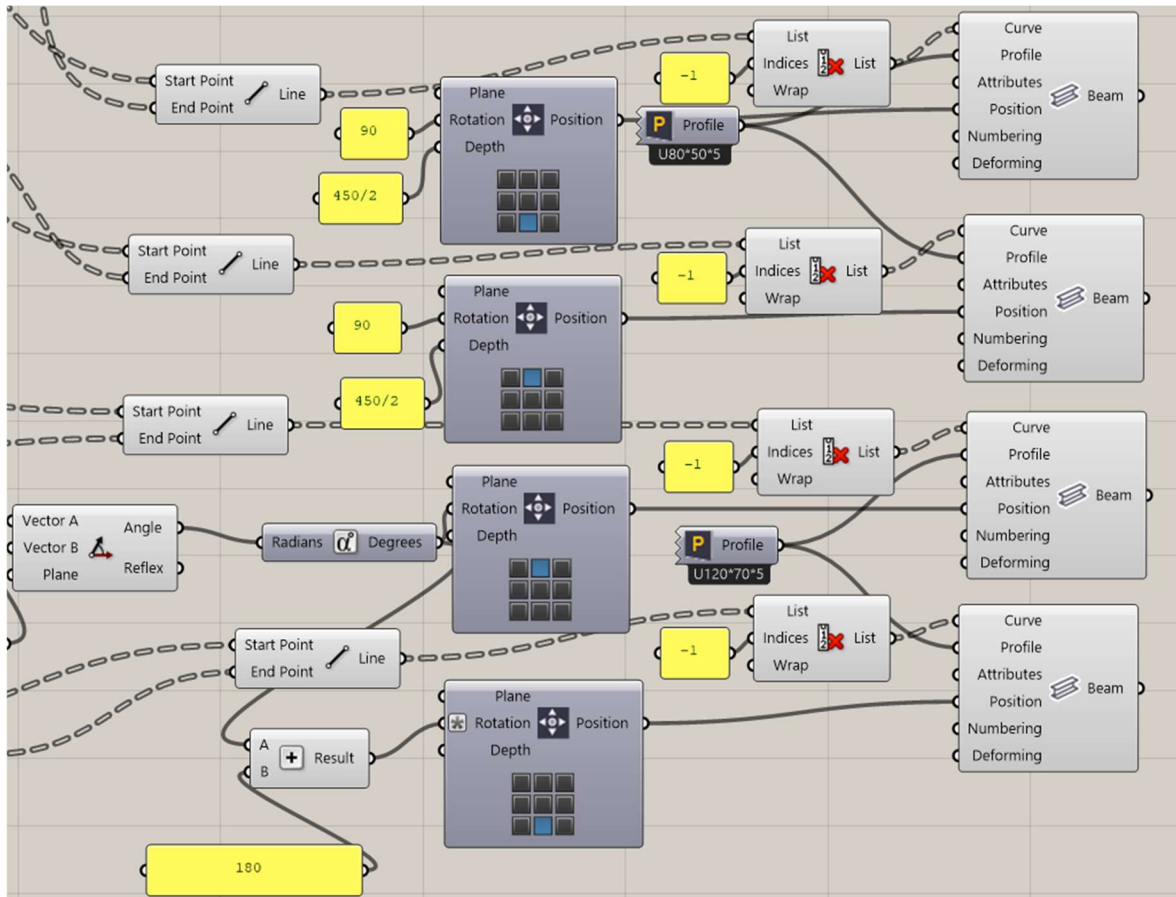 List
Indices
Wrap
List
-1
Curve
Profile
Attributes
Position
Numbering
Deforming
Beam
Start Point
End Point
Line
Plane
Rotation
Depth
Position
90
450/2
P Profile
U80*50*5
Start Point
End Point
Line
List
Indices
Wrap
List
-1
Curve
Profile
Attributes
Position
Numbering
Deforming
Beam
Plane
Rotation
Depth
Position
90
450/2
Start Point
End Point
Line
List
Indices
Wrap
List
-1
Curve
Profile
Attributes
Position
Numbering
Deforming
Beam
Plane
Rotation
Depth
Position
Vector A
Vector B
Plane
Angle
Reflex
Radians
α°
Degrees
P Profile
U120*70*5
Start Point
End Point
Line
List
Indices
Wrap
List
-1
Curve
Profile
Attributes
Position
Numbering
Deforming
Beam
Plane
Rotation
Depth
Position
A
B
+
Result
180